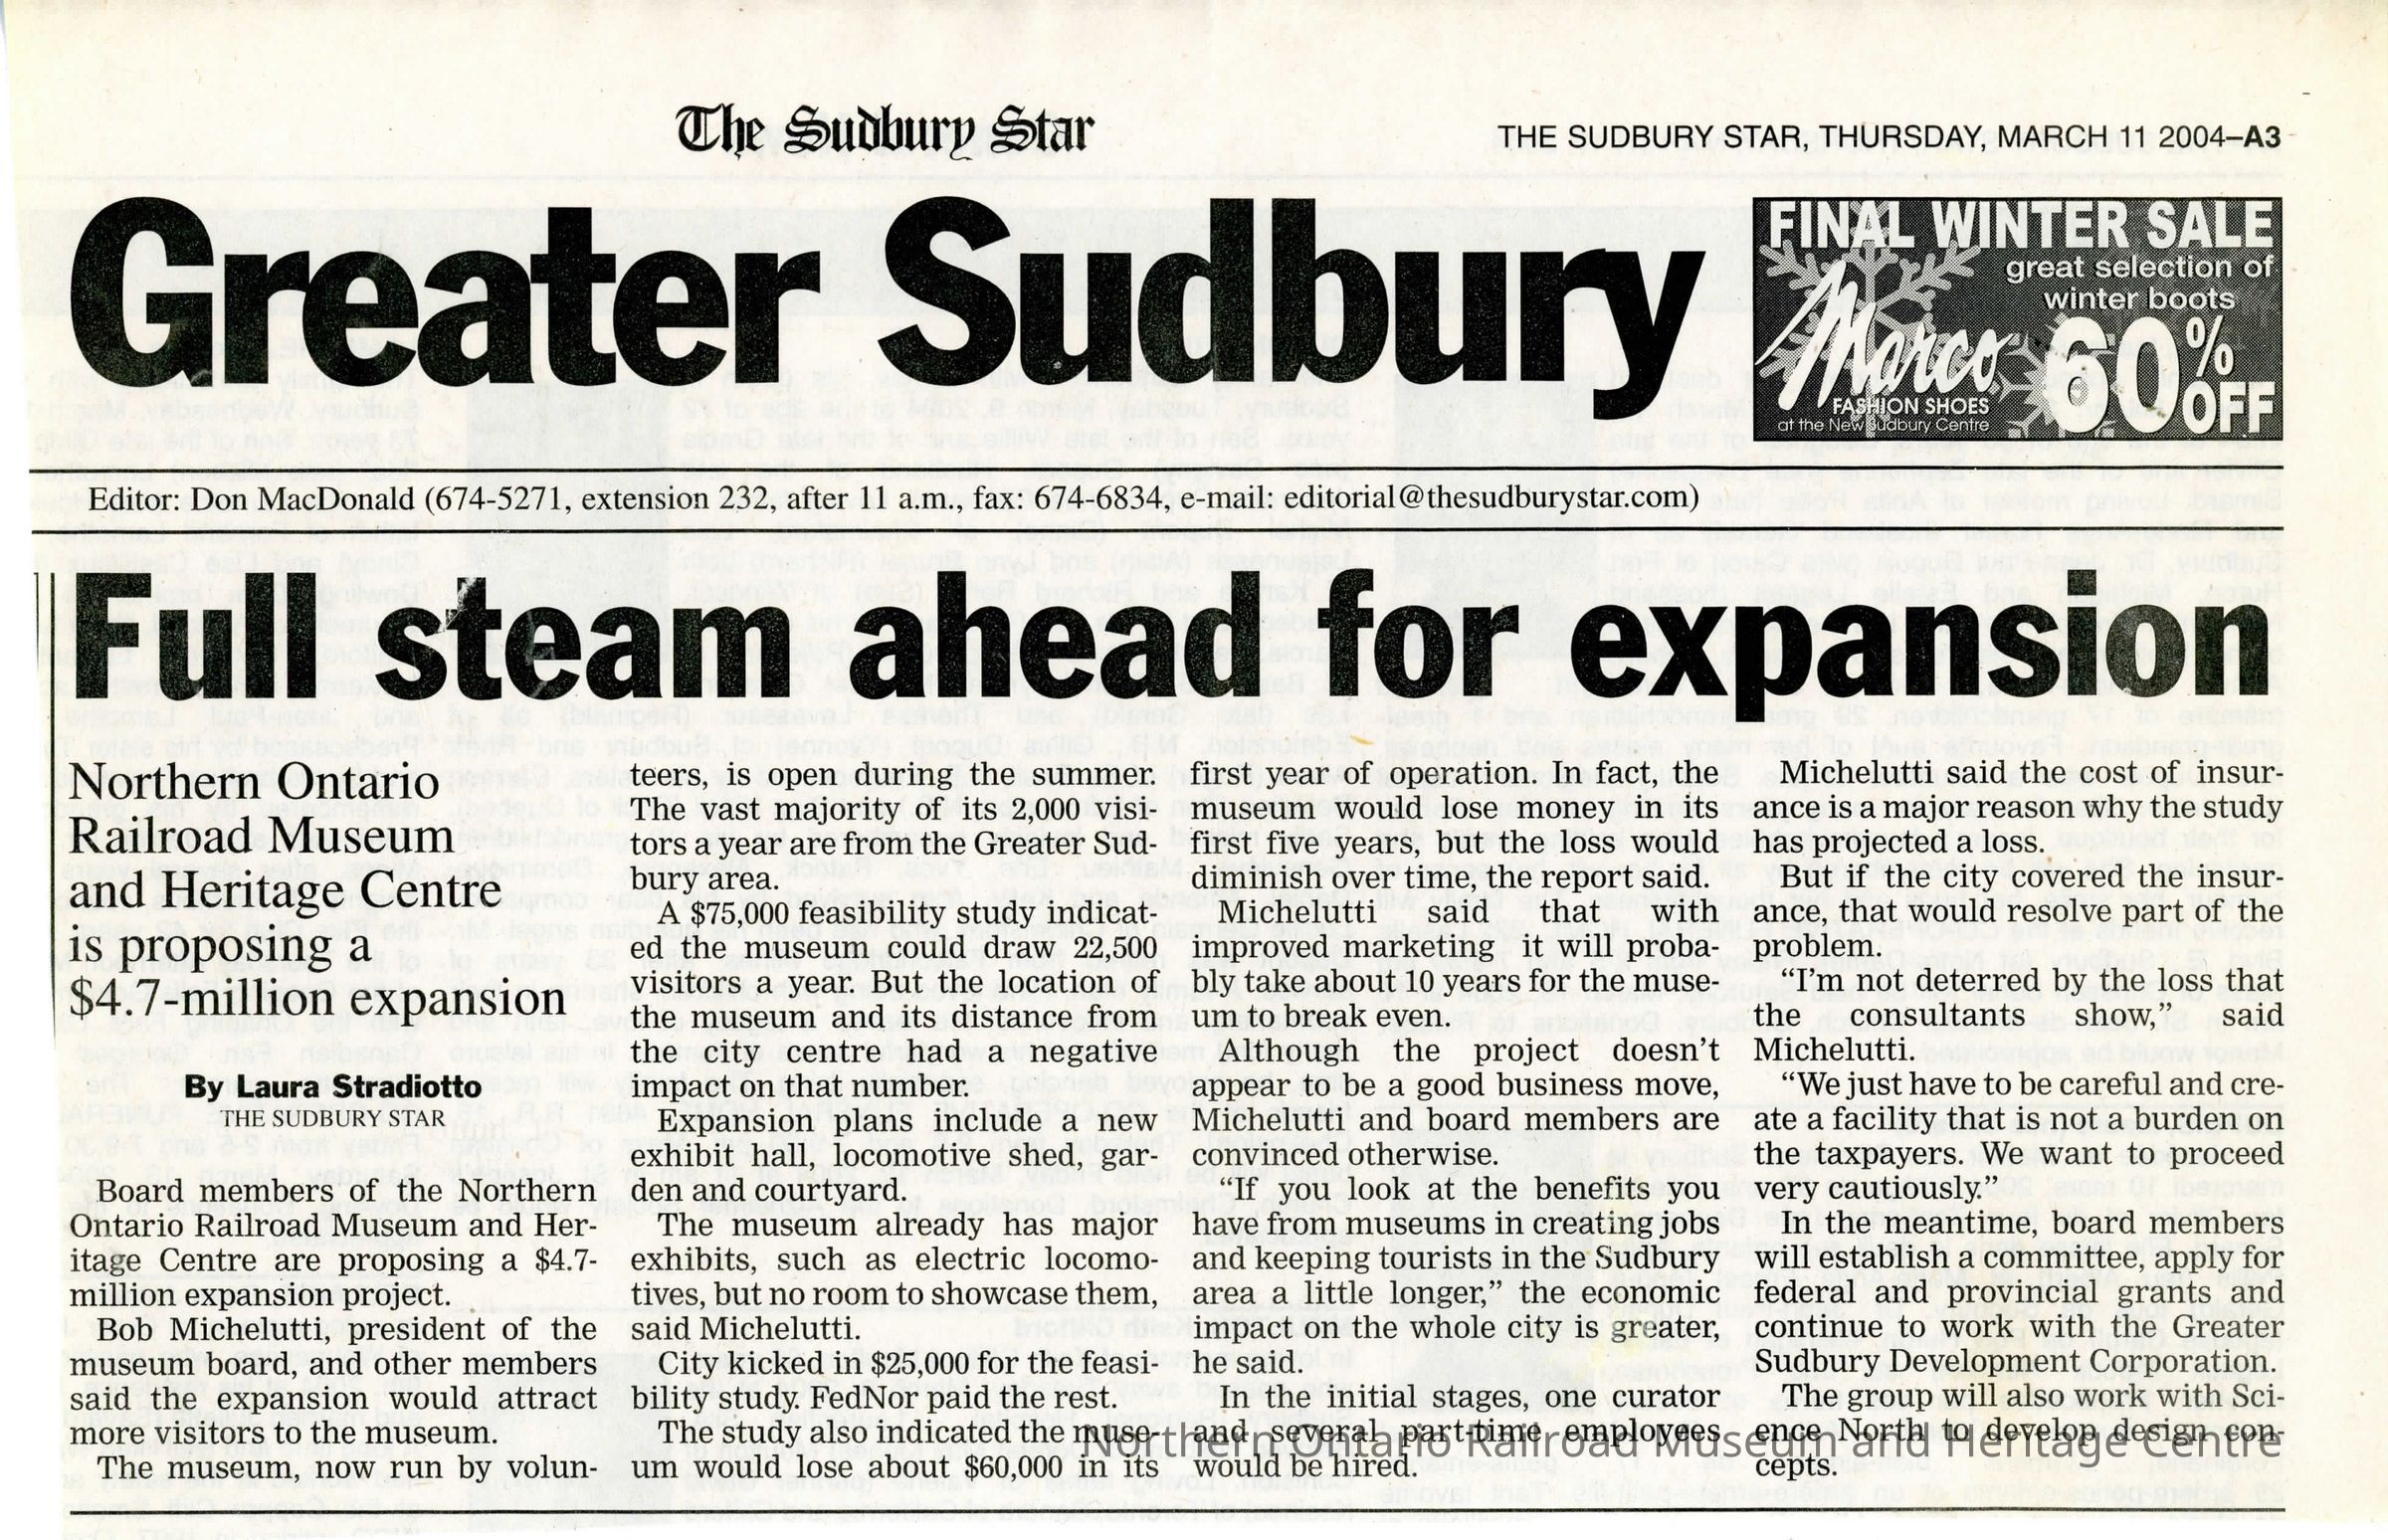 The Sudbury Star
THE SUDBURY STAR, THURSDAY, MARCH 11 2004–A3
Greater Sudbury
FINAL WINTER SALE
great selection of
winter boots
Marco
60% OFF
FASHION SHOES
at the New Sudbury Centre
Editor: Don MacDonald (674-5271, extension 232, after 11 a.m., fax: 674-6834, e-mail: editorial@thesudburystar.com)
Full steam ahead for expansion
Northern Ontario
Railroad Museum
and Heritage Centre
is proposing a
$4.7-million expansion
By Laura Stradiotto
THE SUDBURY STAR
Board members of the Northern
Ontario Railroad Museum and Her-
itage Centre are proposing a $4.7-
million expansion project.
Bob Michelutti, president of the
museum board, and other members
said the expansion would attract
more visitors to the museum.
The museum, now run by volun-
teers, is open during the summer.
The vast majority of its 2,000 visi-
tors a year are from the Greater Sud-
bury area.
A $75,000 feasibility study indicat-
ed the museum could draw 22,500
visitors a year. But the location of
the museum and its distance from
the city centre had a negative
impact on that number.
Expansion plans include a new
exhibit hall, locomotive shed, gar-
den and courtyard.
The museum already has major
exhibits, such as electric locomo-
tives, but no room to showcase them,
said Michelutti.
City kicked in $25,000 for the feasi-
bility study. FedNor paid the rest.
The study also indicated the muse-
um would lose about $60,000 in its
first year of operation. In fact, the
museum would lose money in its
first five years, but the loss would
diminish over time, the report said.
Michelutti said that with
improved marketing it will proba-
bly take about 10 years for the muse-
um to break even.
Although the project doesn't
appear to be a good business move,
Michelutti and board members are
convinced otherwise.
“If you look at the benefits you
have from museums in creating jobs
and keeping tourists in the Sudbury
area a little longer,” the economic
impact on the whole city is greater,
he said.
In the initial stages, one curator
and several part-time employees
would be hired.
Michelutti said the cost of insur-
ance is a major reason why the study
has projected a loss.
But if the city covered the insur-
ance, that would resolve part of the
problem.
“I'm not deterred by the loss that
the consultants show,” said
Michelutti.
“We just have to be careful and cre-
ate a facility that is not a burden on
the taxpayers. We want to proceed
very cautiously.”
In the meantime, board members
will establish a committee, apply for
federal and provincial grants and
continue to work with the Greater
Sudbury Development Corporation.
The group will also work with Sci-
ence North to develop design con-
cepts.
Northern Ontario Railroad Museum and Heritage Centre